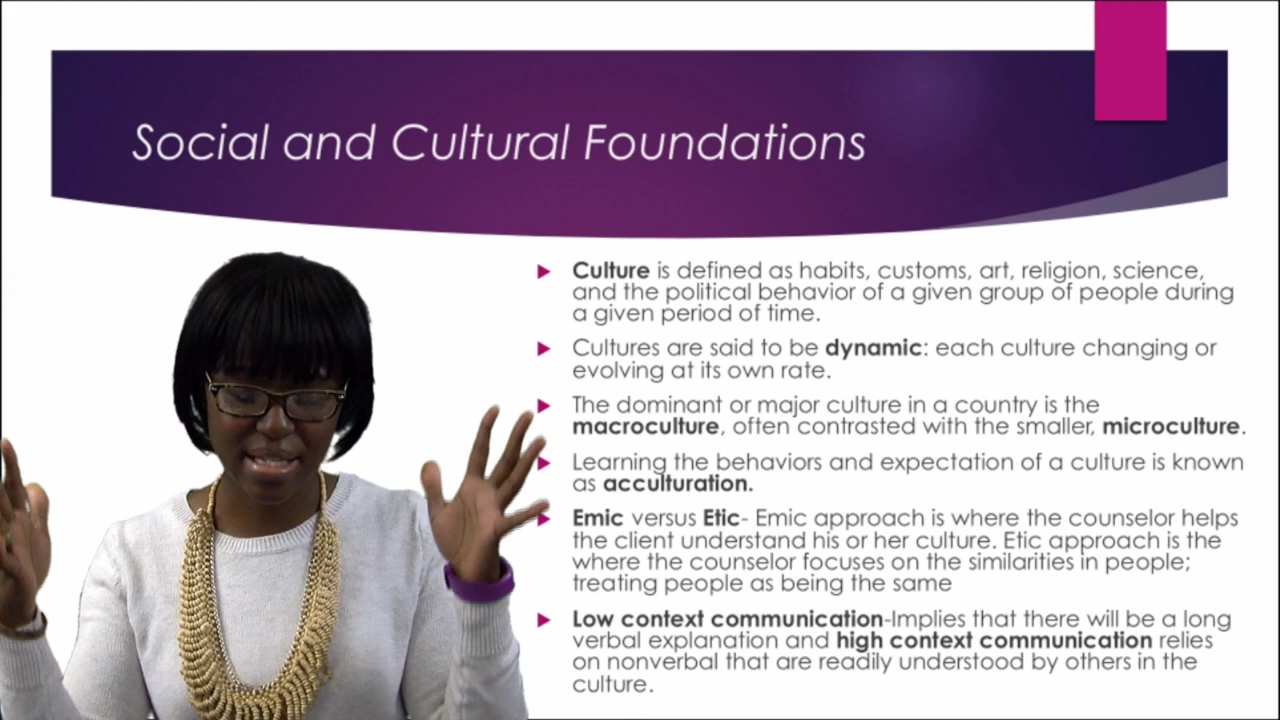 Social and Cultural Foundations
Culture is defined as habits, customs, art, religion, science,
and the political behavior of a given group of people during
a given period of time.
Cultures are said to be dynamic: each culture changing or
evolving at its own rate.
The dominant or major culture in a country is the
macroculture, often contrasted with the smaller, microculture.
Learning the behaviors and expectation of a culture is known
as acculturation.
Emic versus Etic- Emic approach is where the counselor helps
the client understand his or her culture. Etic approach is the
where the counselor focuses on the similarities in people;
treating people as being the same
Low context communication-Implies that there will be a long
verbal explanation and high context communication relies
on nonverbal that are readily understood by others in the
culture.